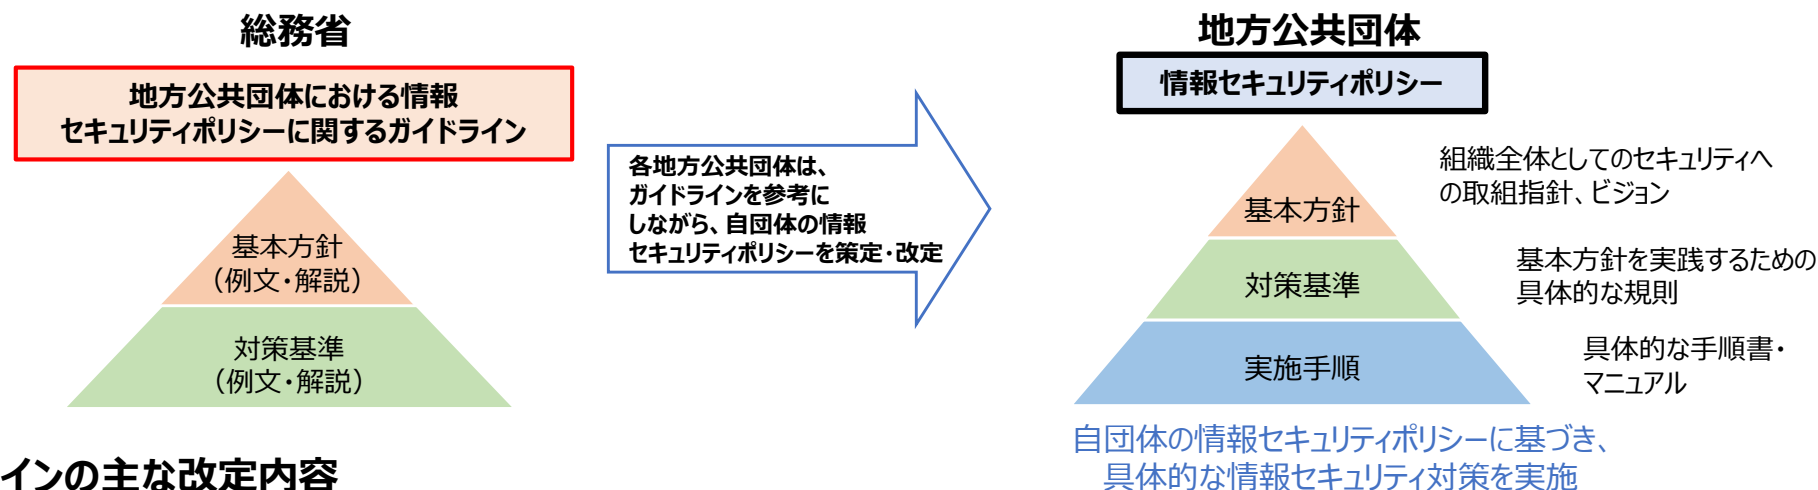 総務省
地方公共団体における情報
セキュリティポリシーに関するガイドライン
基本方針
（例文・解説）
対策基準
（例文・解説）
各地方公共団体は、
ガイドラインを参考に
しながら、自団体の情報
セキュリティポリシーを策定・改定
地方公共団体
情報セキュリティポリシー
基本方針
組織全体としてのセキュリティへ
の取組指針、ビジョン
対策基準
基本方針を実践するための
具体的な規則
実施手順
具体的な手順書・
マニュアル
自団体の情報セキュリティポリシーに基づき、
具体的な情報セキュリティ対策を実施
インの主な改定内容